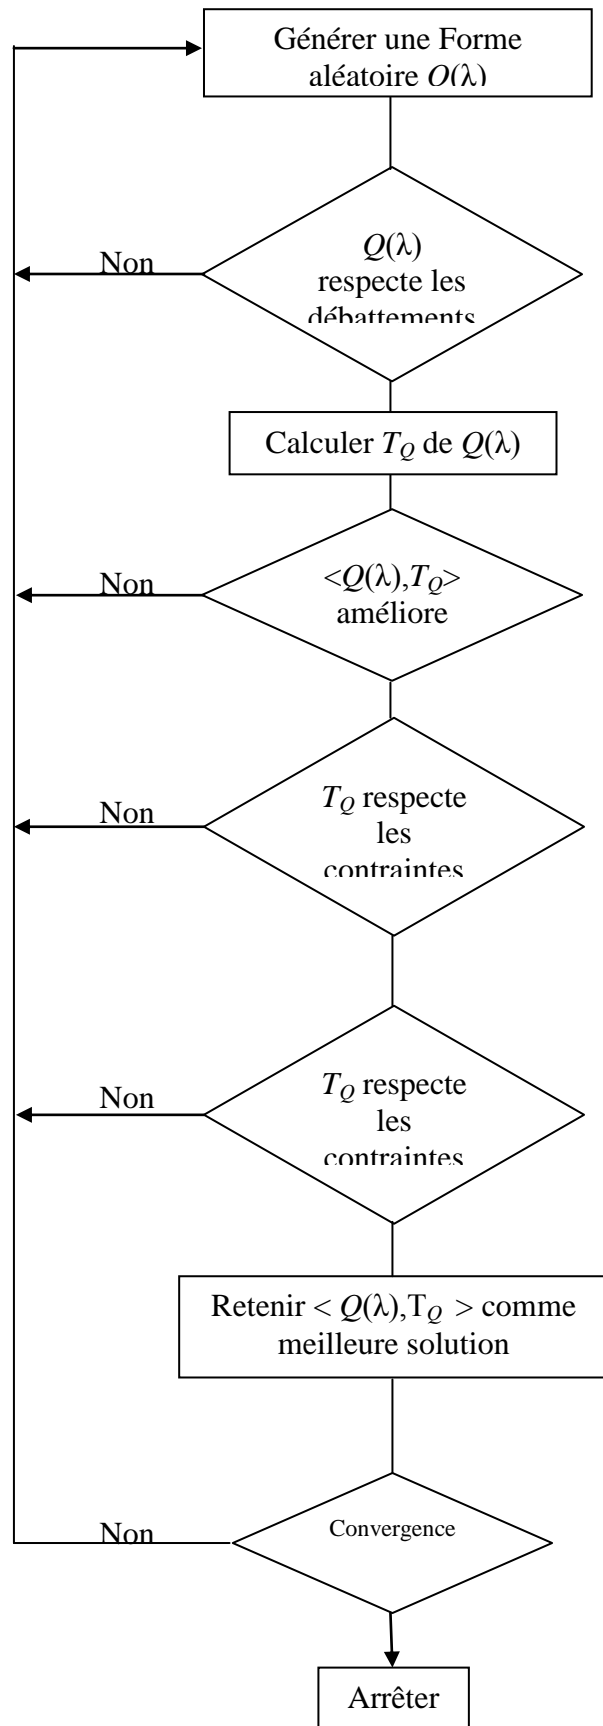 Générer une Forme
aléatoire Q(λ)
Q(λ)
respecte les
débattements
Non
Calculer T_Q de Q(λ)
<Q(λ),T_Q>
améliore
Non
T_Q respecte
les
contraintes
Non
T_Q respecte
les
contraintes
Non
Retenir < Q(λ),T_Q > comme
meilleure solution
Convergence
Non
Arrêter